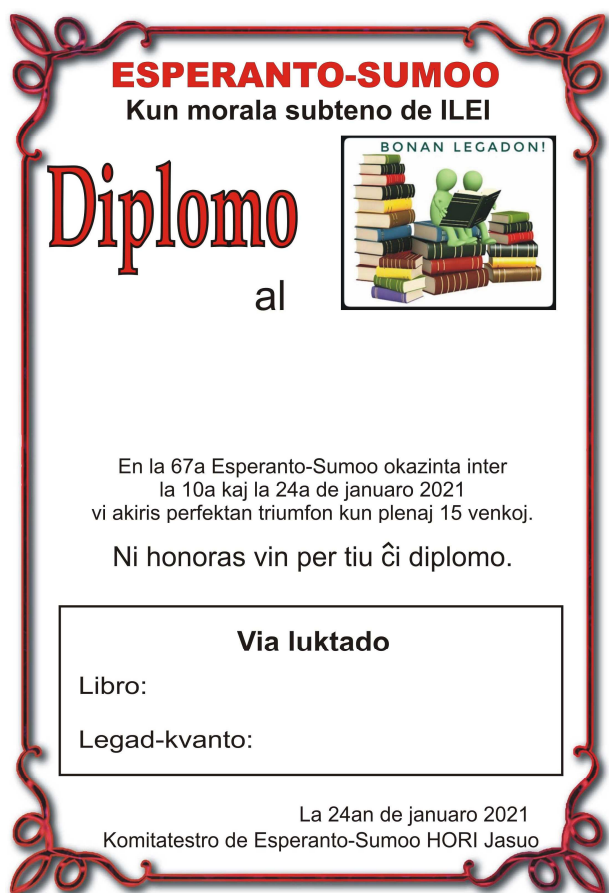 ESPERANTO-SUMOO
Kun morala subteno de ILEI
BONAN LEGADON!
Diplomo
al
En la 67a Esperanto-Sumoo okazinta inter
la 10a kaj la 24a de januaro 2021
vi akiris perfektan triumfon kun plenaj 15 venkoj.
Ni honoras vin per tiu ĉi diplomo.
Via luktado
Libro:
Legad-kvanto:
La 24an de januaro 2021
Komitatestro de Esperanto-Sumoo HORI Jasuo